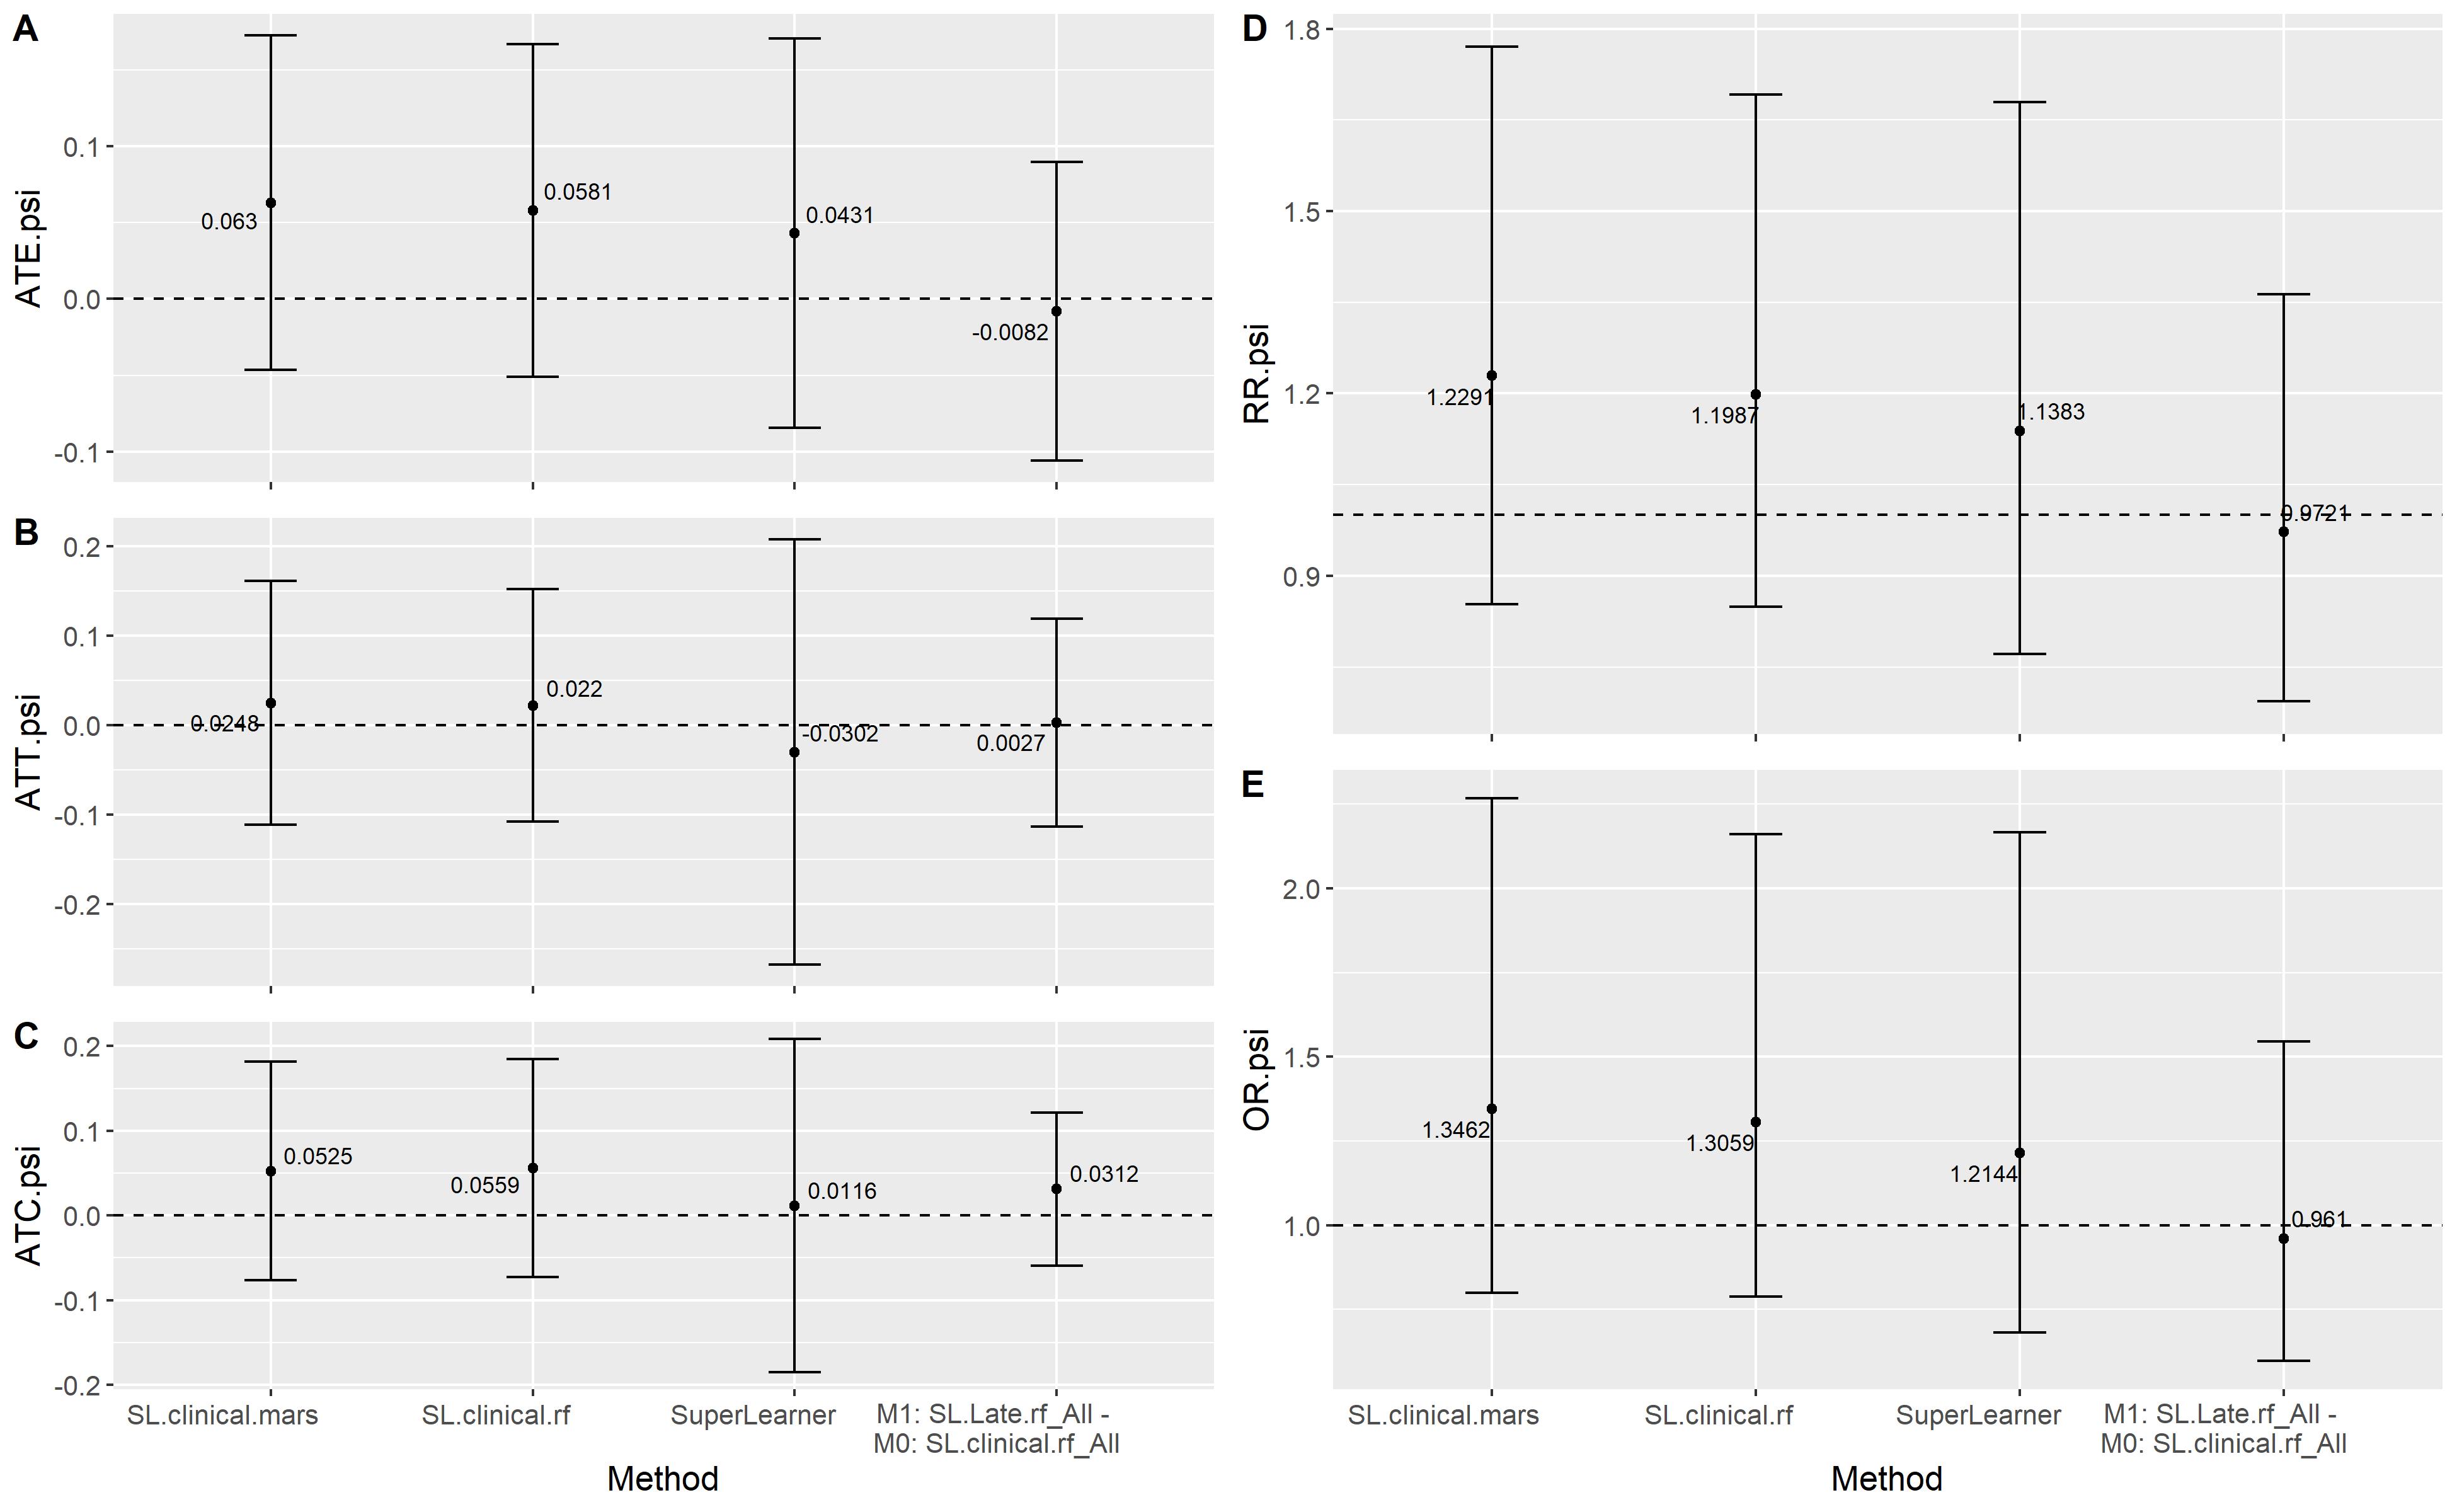 A
ATE.psi
0.1
0.0
-0.1
0.063
0.0581
0.0431
-0.0082
B
ATT.psi
0.2
0.1
0.0
-0.1
-0.2
0.0248
0.022
-0.0302
0.0027
C
ATC.psi
0.2
0.1
0.0
-0.1
-0.2
0.0525
0.0559
0.0116
0.0312
SL.clinical.mars
SL.clinical.rf
SuperLearner
M1: SL.Late.rf_All -
M0: SL.clinical.rf_All
Method
D
RR.psi
1.8
1.5
1.2
0.9
1.2291
1.1987
1.1383
0.9721
E
OR.psi
2.0
1.5
1.0
1.3462
1.3059
1.2144
0.961
SL.clinical.mars
SL.clinical.rf
SuperLearner
M1: SL.Late.rf_All -
M0: SL.clinical.rf_All
Method